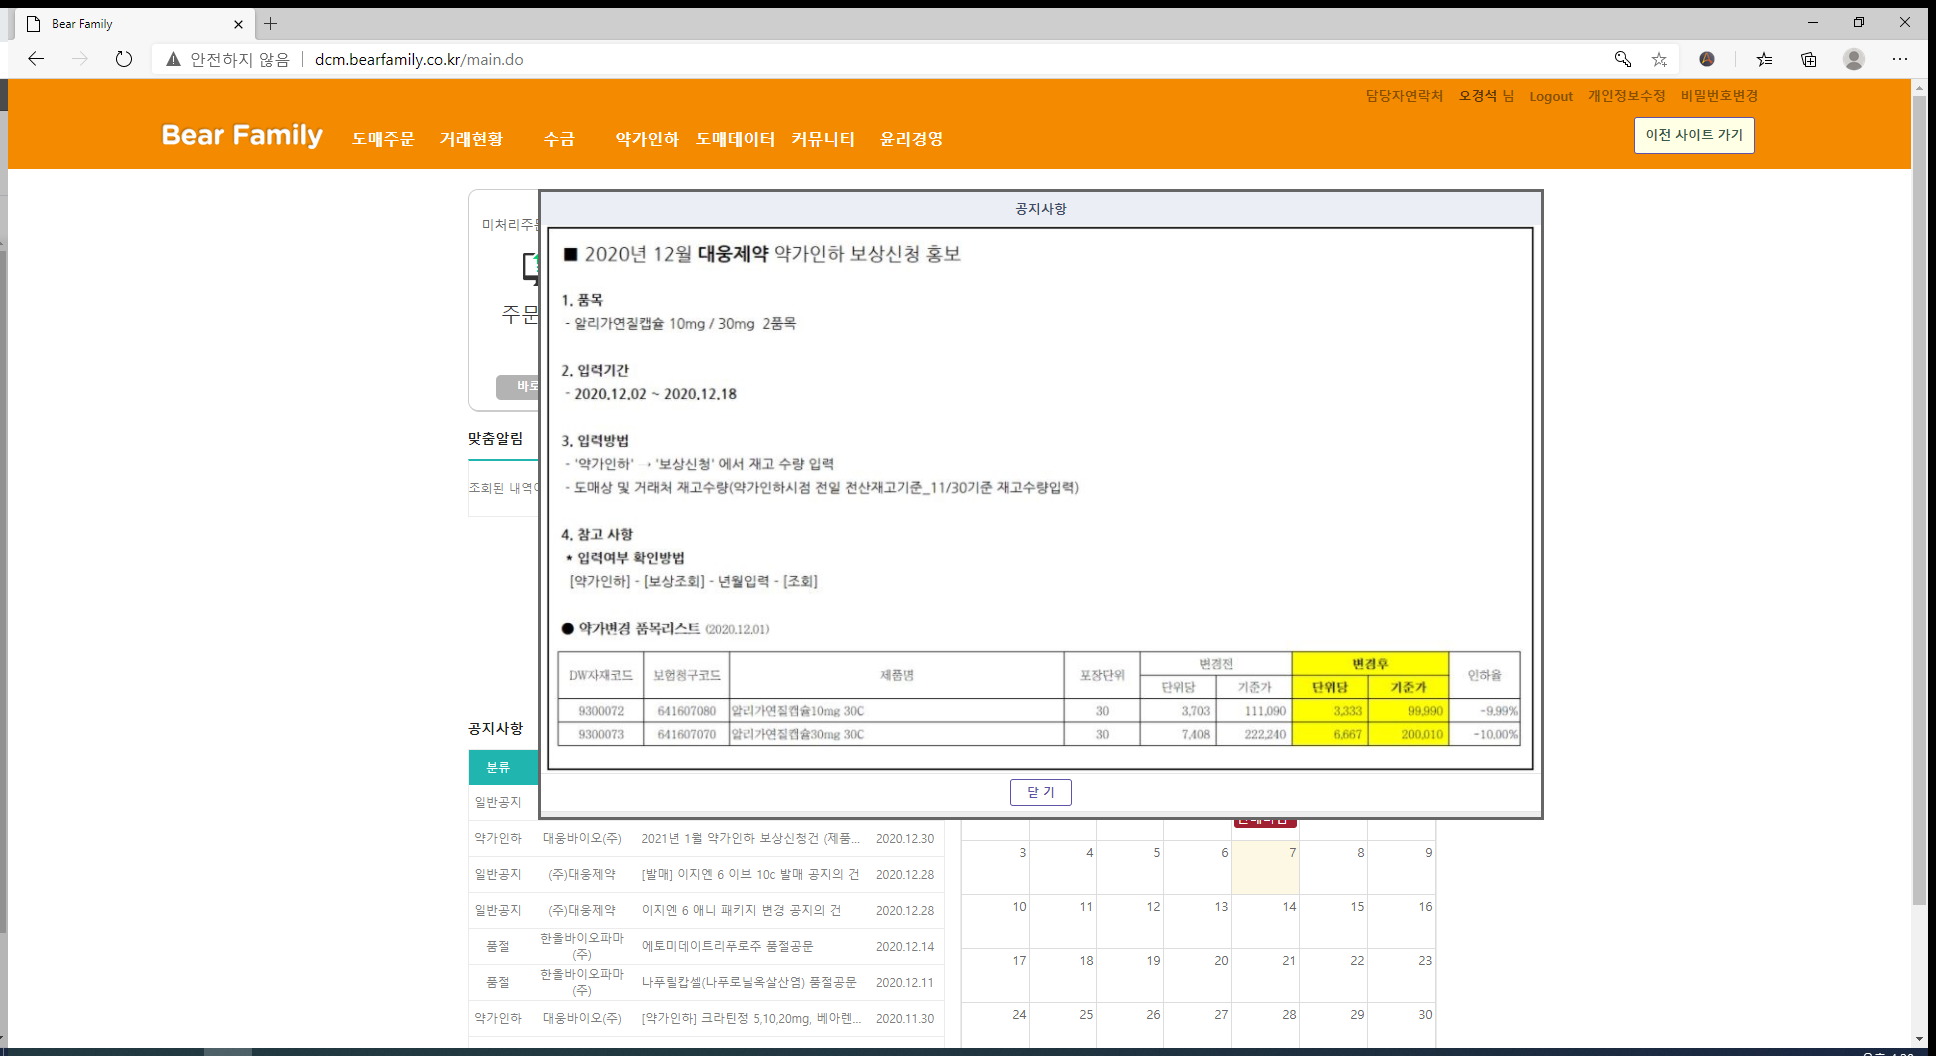 Bear Family
안전하지 않음 dcm.bearfamily.co.kr/main.do
담당자연락처 오경석 님 Logout 개인정보수정 비밀번호변경
Bear Family 도매주문 거래현황 수금 약가인하 도매데이터 커뮤니티 윤리경영
이전 사이트 가기
미처리주문
주문
바로
맞춤알림
조회된 내역이
공지사항
■ 2020년 12월 대웅제약 약가인하 보상신청 홍보
1. 품목
- 알리가연질캡슐 10mg / 30mg 2품목
2. 입력기간
- 2020.12.02 ~ 2020.12.18
3. 입력방법
- '약가인하' → '보상신청' 에서 재고 수량 입력
- 도매상 및 거래처 재고수량(약가인하시점 전일 전산재고기준_11/30기준 재고수량입력)
4. 참고 사항
* 입력여부 확인방법
[약가인하] - [보상조회] - 년월입력 - [조회]
● 약가변경 품목리스트 (2020.12.01)
DW자재코드 보험청구코드 제품명 포장단위 변경전 변경후 인하율
단위당 기준가 단위당 기준가
9300072 641607080 알리가연질캡슐10mg 30C 30 3,703 111,090 3,333 99,990 -9.99%
9300073 641607070 알리가연질캡슐30mg 30C 30 7,408 222,240 6,667 200,010 -10.00%
닫 기
공지사항
분류
일반공지
약가인하 대웅바이오(주) 2021년 1월 약가인하 보상신청건 (제품... 2020.12.30
일반공지 (주)대웅제약 [발매] 이지엔 6 이브 10c 발매 공지의 건 2020.12.28
일반공지 (주)대웅제약 이지엔 6 애니 패키지 변경 공지의 건 2020.12.28
품절 한올바이오파마(주) 에토미데이트리푸로주 품절공문 2020.12.14
품절 한올바이오파마(주) 나푸릴캅셀(나푸로닐옥살산염) 품절공문 2020.12.11
약가인하 대웅바이오(주) [약가인하] 크라틴정 5,10,20mg, 베아렌... 2020.11.30
3 4 5 6 7 8 9
10 11 12 13 14 15 16
17 18 19 20 21 22 23
24 25 26 27 28 29 30